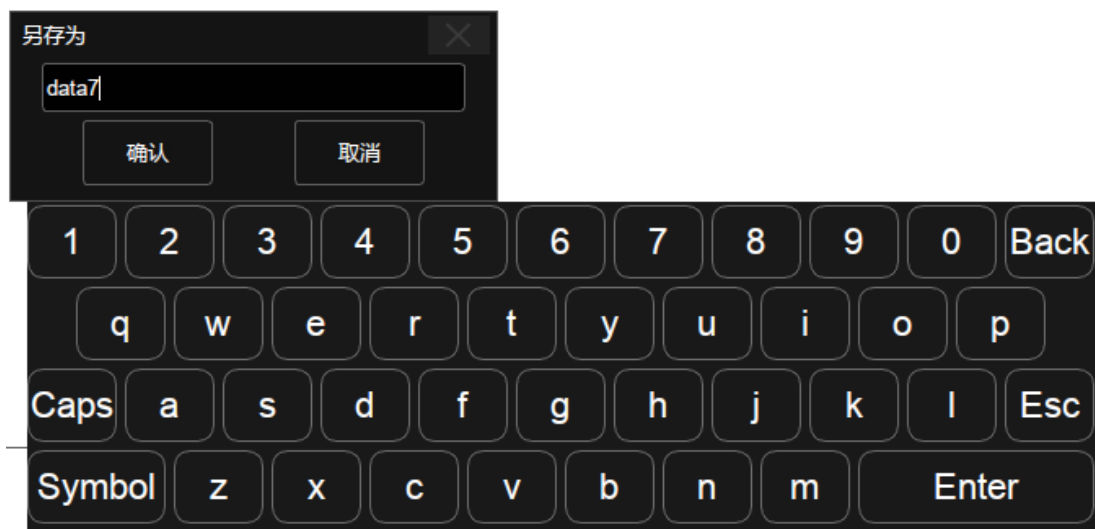 另存为
data7
确认 取消
1 2 3 4 5 6 7 8 9 0 Back
q w e r t y u i o p
Caps a s d f g h j k l Esc
Symbol z x c v b n m Enter